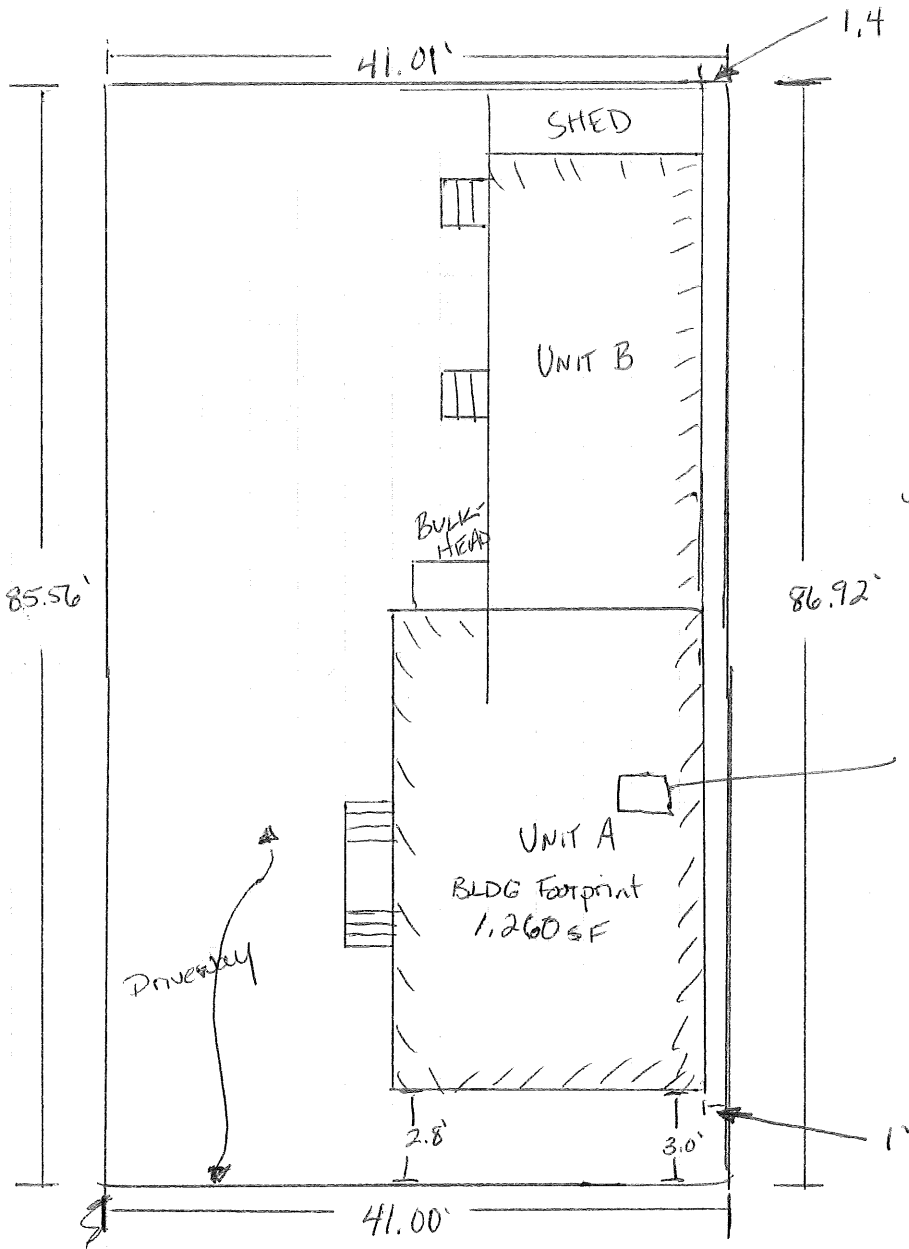 1.4
41.01'
SHED
UNIT B
BULK-
HEAD
85.56'
86.92'
UNIT A
BLDG Footprint
1,260 SF
Driveway
2.8'
3.0'
1'
41.00'